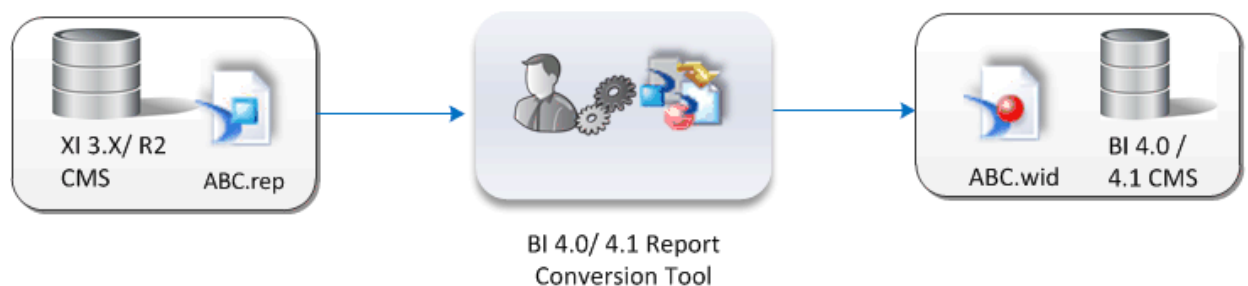 XI 3.X/ R2
CMS
ABC.rep
BI 4.0/ 4.1 Report
Conversion Tool
ABC.wid
BI 4.0 /
4.1 CMS